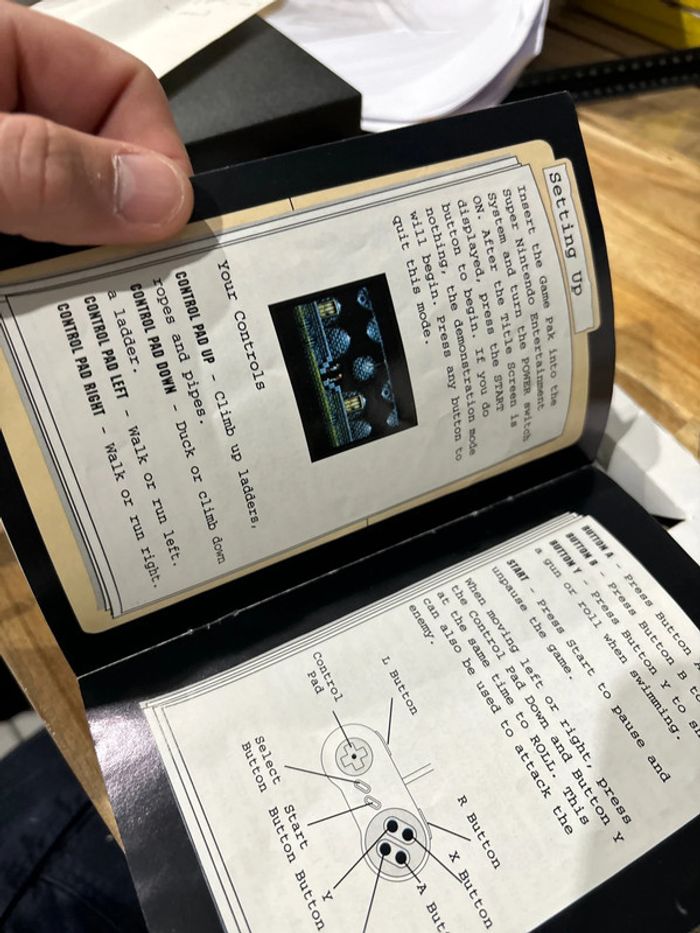 Setting Up
Insert the Game Pak into the
Super Nintendo Entertainment
System and turn the POWER switch
ON. After the Title Screen is
displayed, press the START
button to begin. If you do
nothing, the demonstration mode
will begin. Press any button to
quit this mode.
Your Controls
CONTROL PAD UP - Climb up ladders,
ropes and pipes.
CONTROL PAD DOWN - Duck or climb down
a ladder.
CONTROL PAD LEFT - Walk or run left.
CONTROL PAD RIGHT - Walk or run right.
BUTTON A - Press Button
BUTTON B - Press Button B to
BUTTON Y - Press Button Y to
a gun or roll when swimming.
START - Press Start to pause and
unpause the game.
When moving left or right, press
the Control Pad Down and Button Y
at the same time to ROLL. This
can also be used to attack the
enemy.
L Button
Control
Pad
Select
Button
Start
Button
Y
Button
R Button
X Button
A